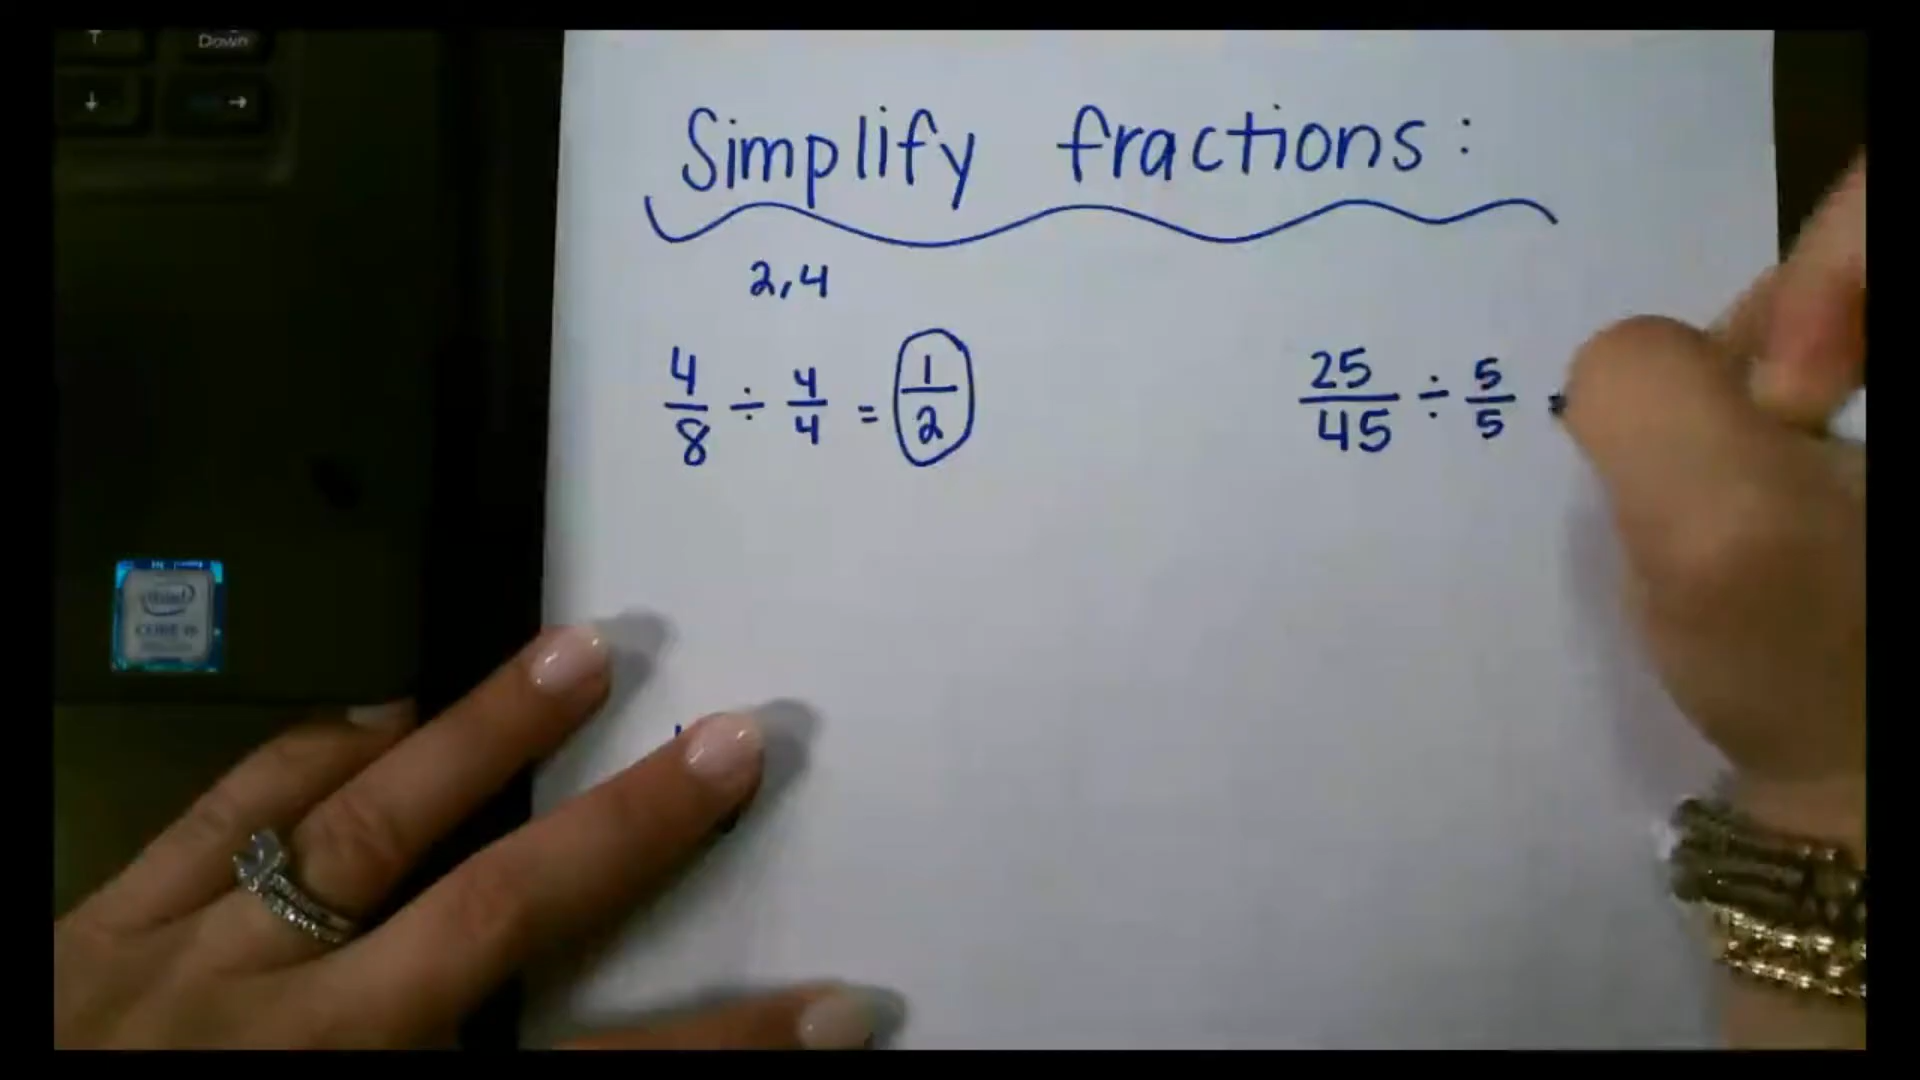 Down
Simplify fractions:
2,4
4/8 ÷ 4/4 = 1/2
25/45 ÷ 5/5
intel
CORE i5